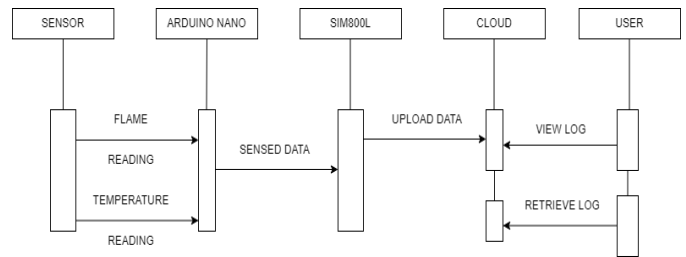 SENSOR
ARDUINO NANO
SIM800L
CLOUD
USER
FLAME
READING
SENSED DATA
UPLOAD DATA
VIEW LOG
TEMPERATURE
READING
RETRIEVE LOG